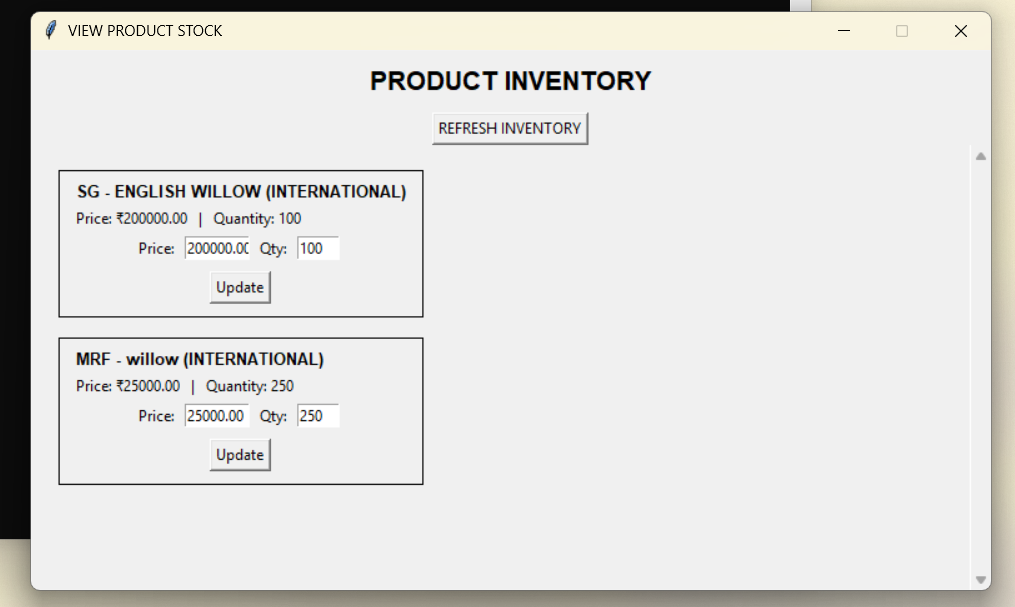 VIEW PRODUCT STOCK
PRODUCT INVENTORY
REFRESH INVENTORY
SG - ENGLISH WILLOW (INTERNATIONAL)
Price: ₹200000.00 | Quantity: 100
Price: 200000.00 Qty: 100
Update
MRF - willow (INTERNATIONAL)
Price: ₹25000.00 | Quantity: 250
Price: 25000.00 Qty: 250
Update